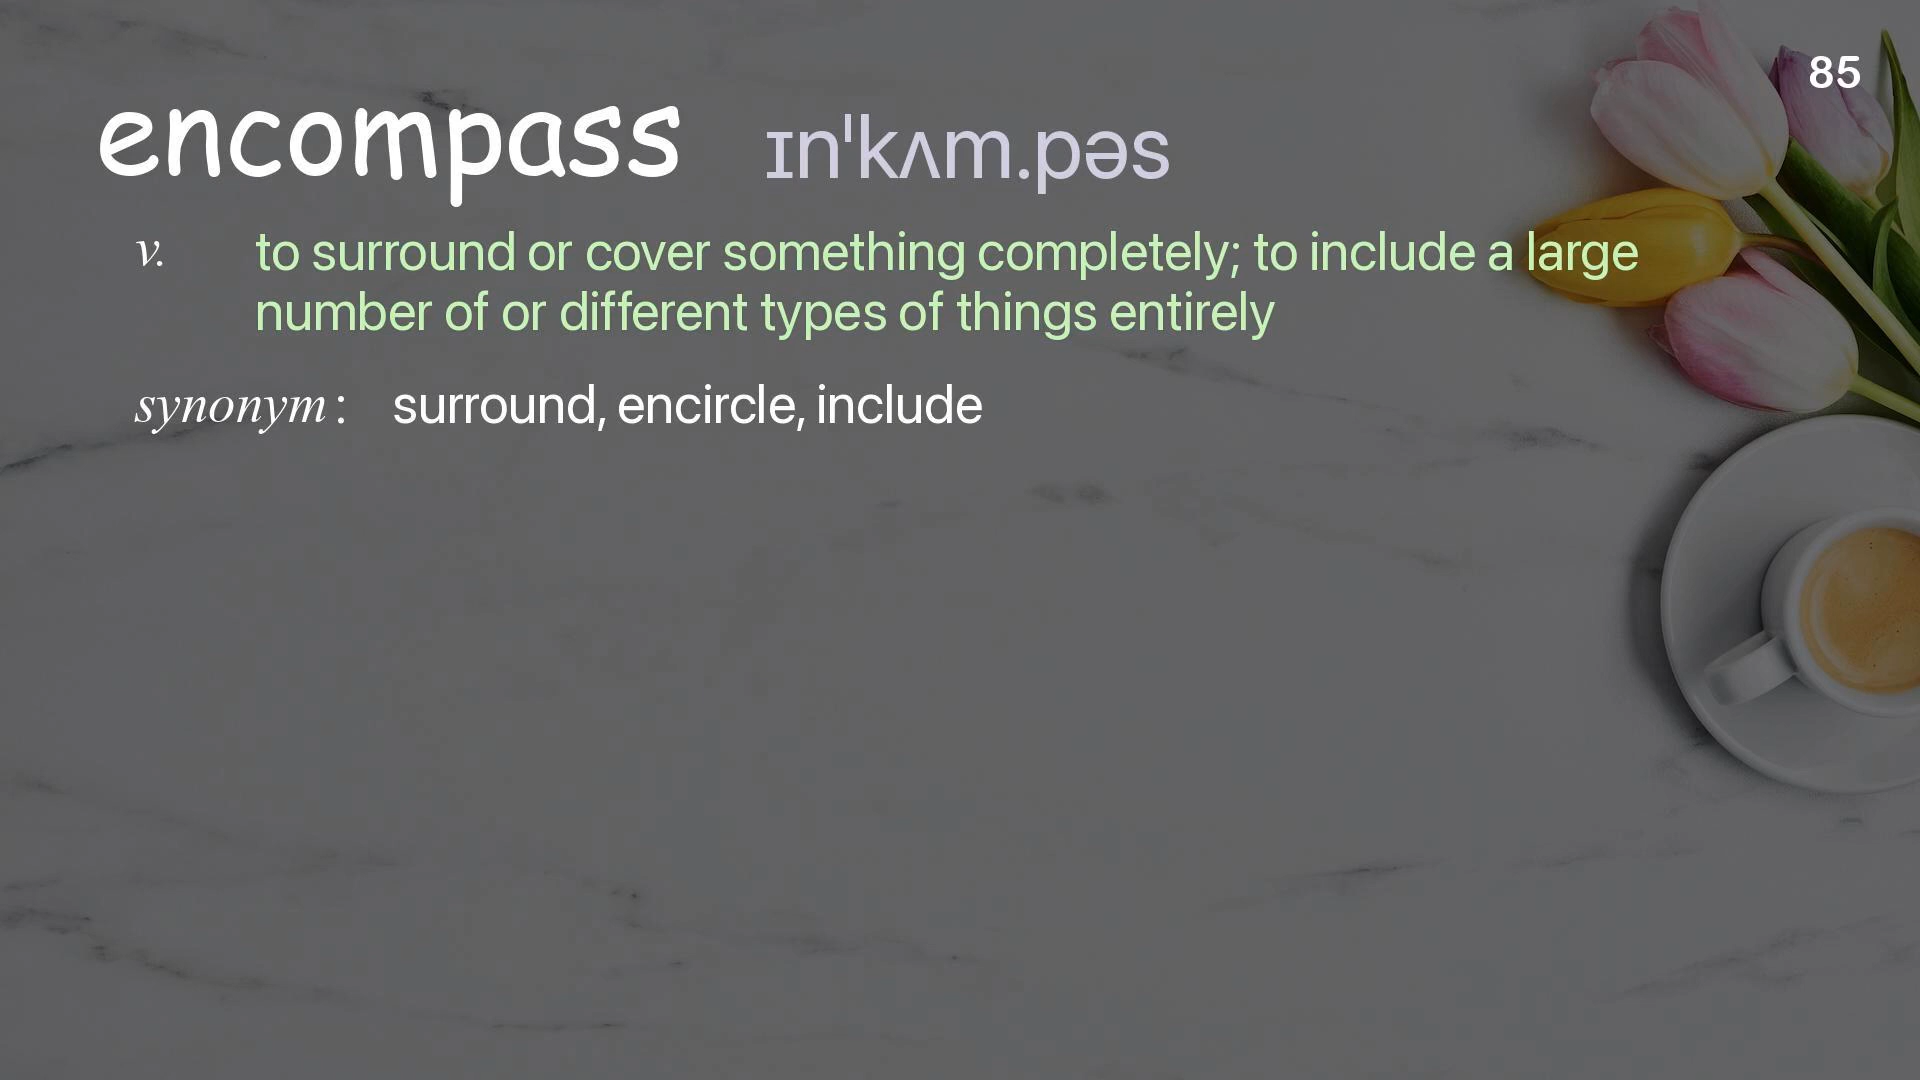 85
encompass ɪnˈkʌm.pəs
v. to surround or cover something completely; to include a large
number of or different types of things entirely
synonym: surround, encircle, include